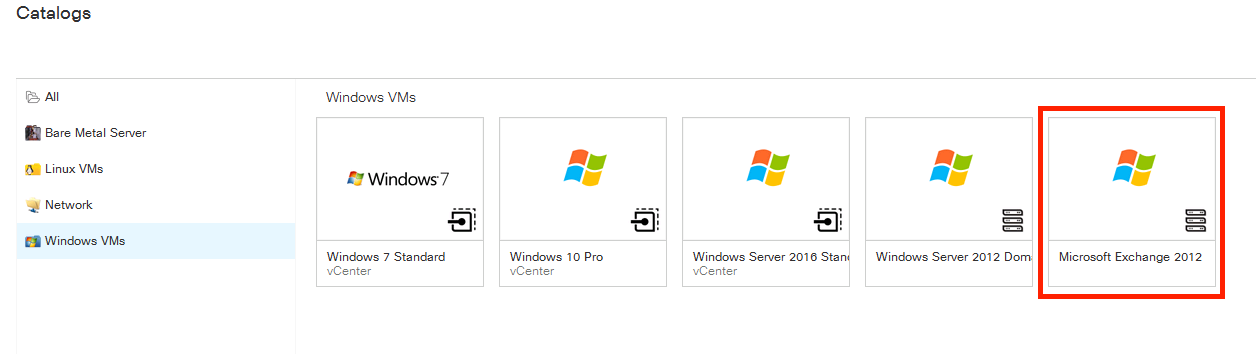 Catalogs
All
Bare Metal Server
Linux VMs
Network
Windows VMs
Windows VMs
Windows 7
Windows 7 Standard
vCenter
Windows 10 Pro
vCenter
Windows Server 2016 Stan
vCenter
Windows Server 2012 Dom
Microsoft Exchange 2012